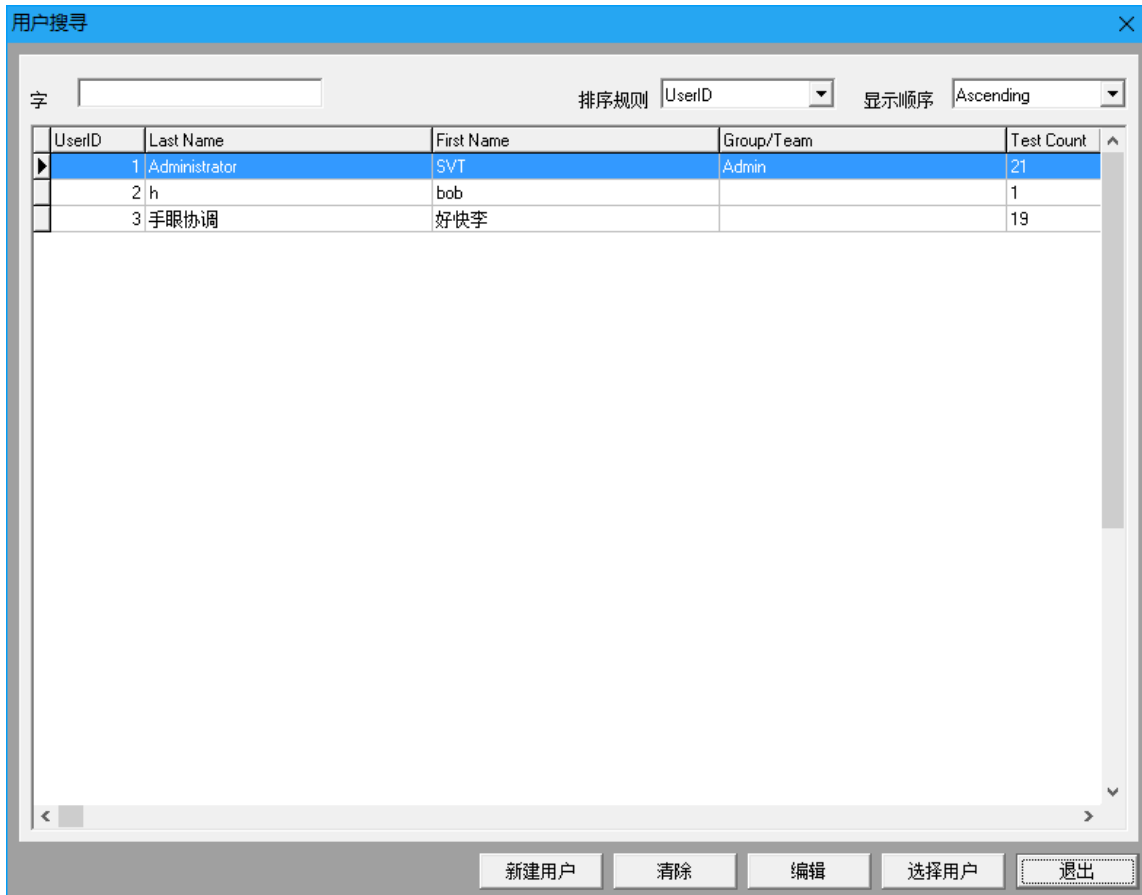 用户搜寻
字 排序规则 UserID 显示顺序 Ascending
UserID Last Name First Name Group/Team Test Count
1 Administrator SVT Admin 21
2 h bob 1
3 手眼协调 好快李 19
新建用户 清除 编辑 选择用户 退出